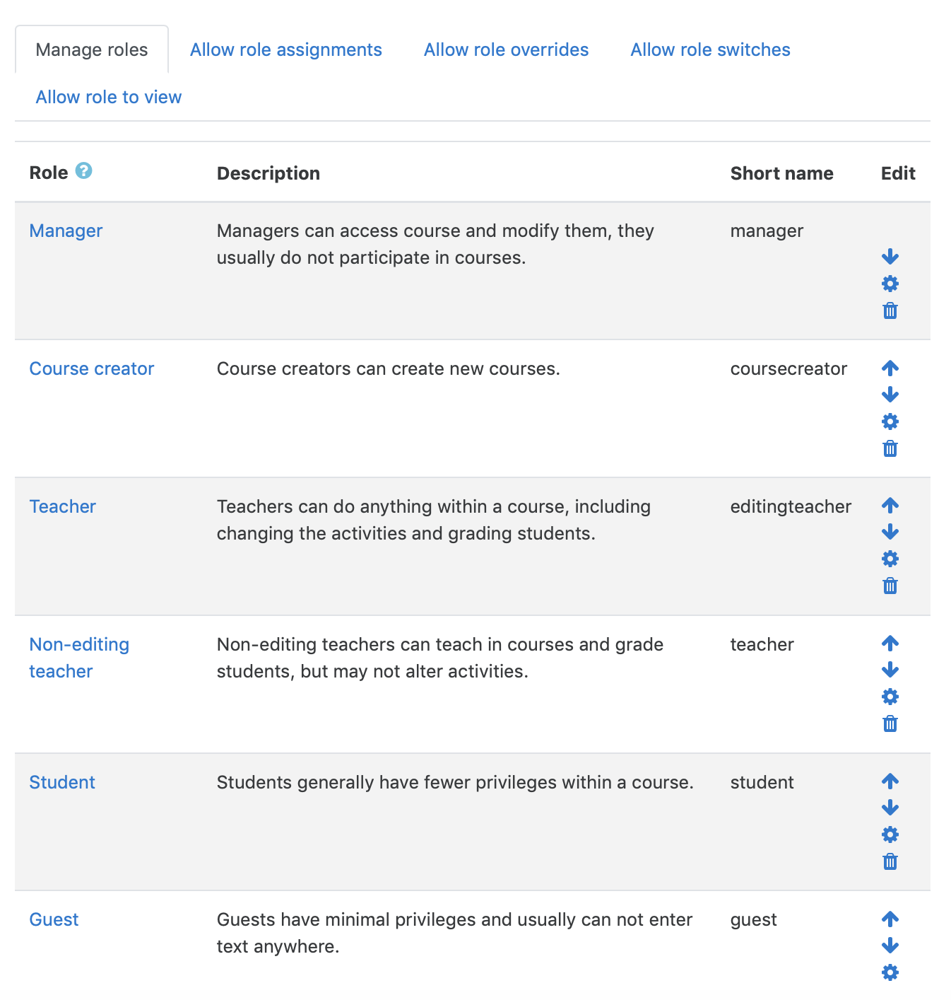 Manage roles
Allow role assignments
Allow role overrides
Allow role switches
Allow role to view
Role ?
Description
Short name
Edit
Manager
Managers can access course and modify them, they
usually do not participate in courses.
manager
Course creator
Course creators can create new courses.
coursecreator
Teacher
Teachers can do anything within a course, including
changing the activities and grading students.
editingteacher
Non-editing
teacher
Non-editing teachers can teach in courses and grade
students, but may not alter activities.
teacher
Student
Students generally have fewer privileges within a course.
student
Guest
Guests have minimal privileges and usually can not enter
text anywhere.
guest